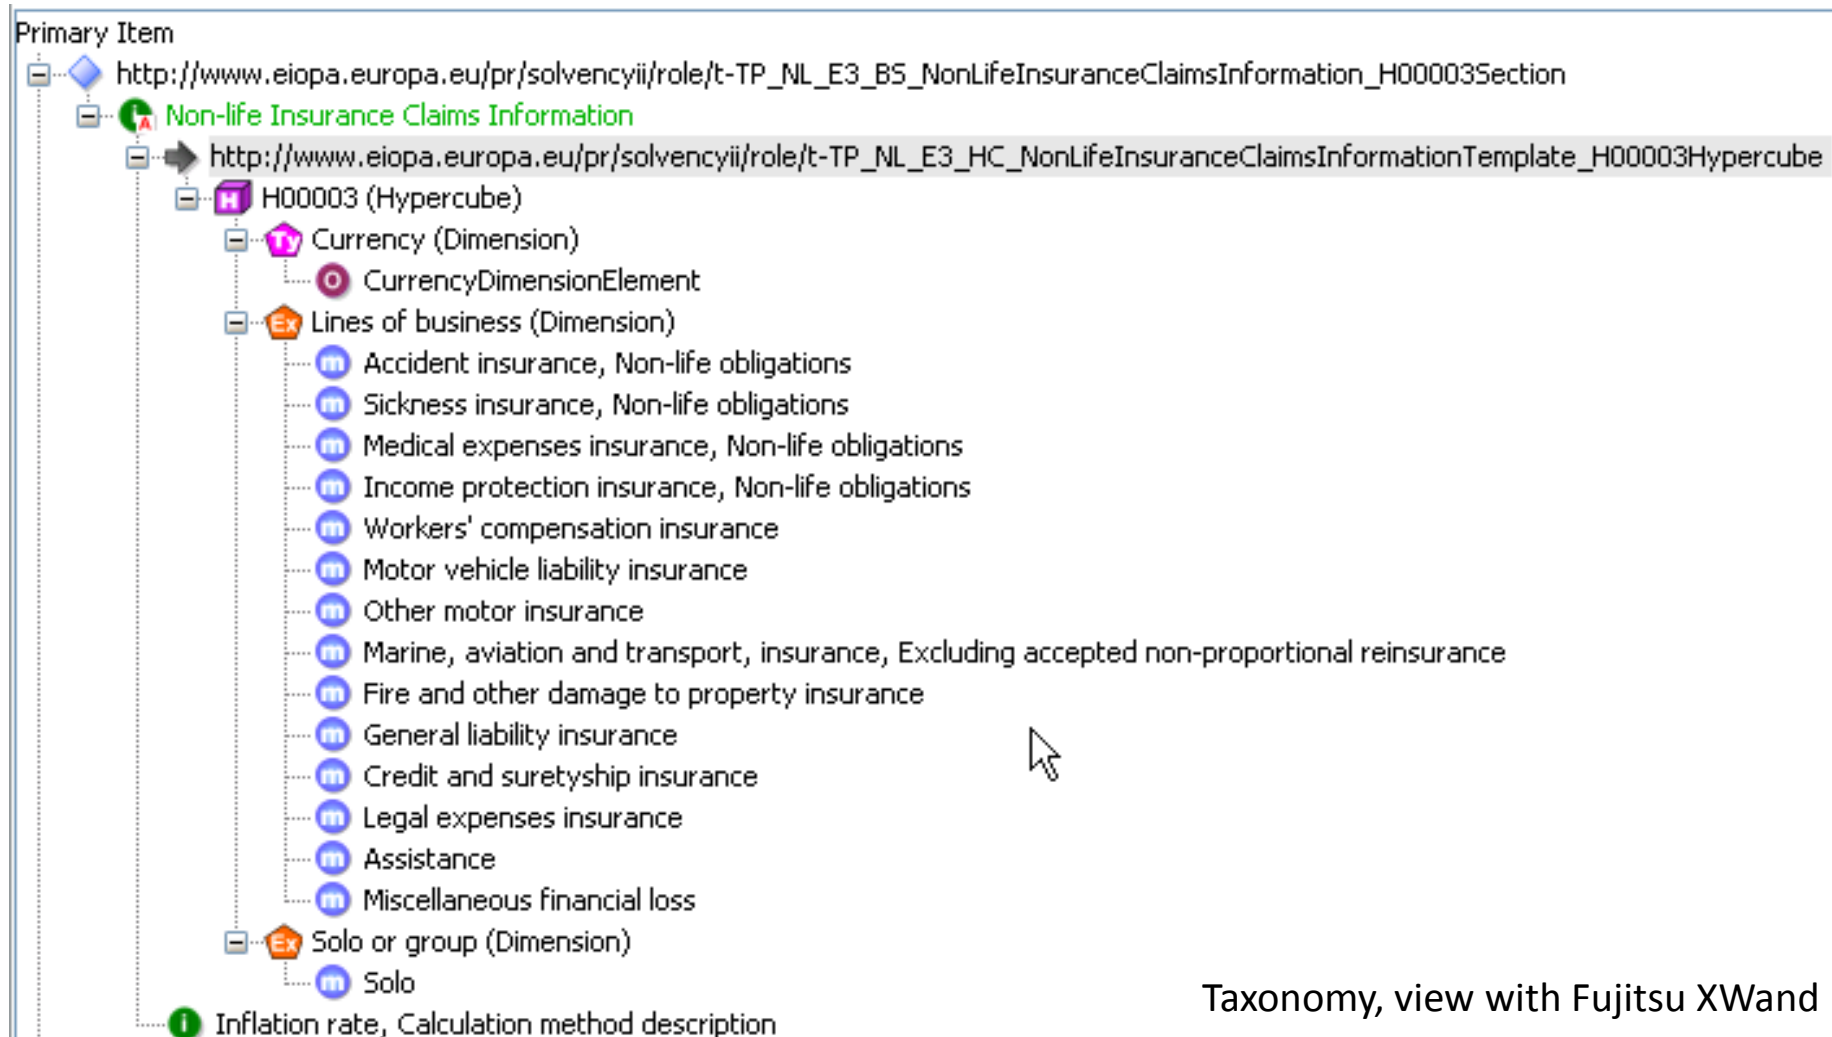 Primary Item
http://www.eiopa.europa.eu/pr/solvencyii/role/t-TP_NL_E3_BS_NonLifeInsuranceClaimsInformation_H00003Section
Non-life Insurance Claims Information
http://www.eiopa.europa.eu/pr/solvencyii/role/t-TP_NL_E3_HC_NonLifeInsuranceClaimsInformationTemplate_H00003Hypercube
H H00003 (Hypercube)
Ty Currency (Dimension)
O CurrencyDimensionElement
Ex Lines of business (Dimension)
m Accident insurance, Non-life obligations
m Sickness insurance, Non-life obligations
m Medical expenses insurance, Non-life obligations
m Income protection insurance, Non-life obligations
m Workers' compensation insurance
m Motor vehicle liability insurance
m Other motor insurance
m Marine, aviation and transport, insurance, Excluding accepted non-proportional reinsurance
m Fire and other damage to property insurance
m General liability insurance
m Credit and suretyship insurance
m Legal expenses insurance
m Assistance
m Miscellaneous financial loss
Ex Solo or group (Dimension)
m Solo
i Inflation rate, Calculation method description
Taxonomy, view with Fujitsu XWand